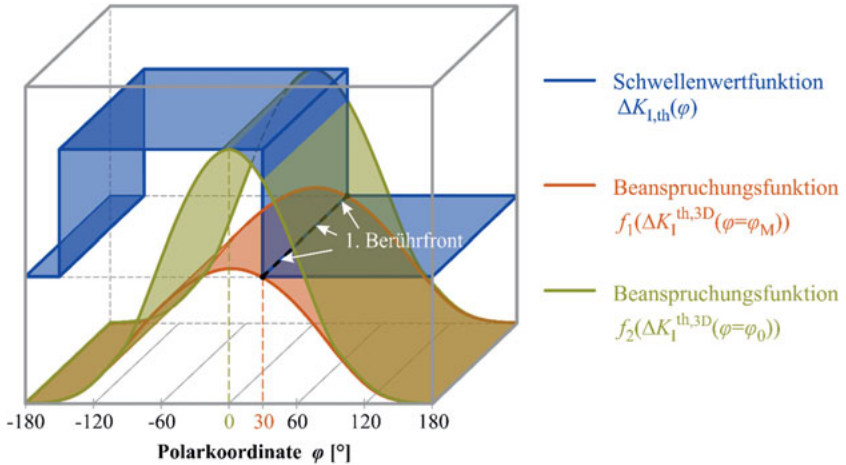 Schwellenwertfunktion
ΔK_I,th(φ)
Beanspruchungsfunktion
f_1(ΔK_I^th,3D(φ=φ_M))
1. Berührfront
Beanspruchungsfunktion
f_2(ΔK_I^th,3D(φ=φ_0))
-180 -120 -60 0 30 60 120 180
Polarkoordinate φ [°]